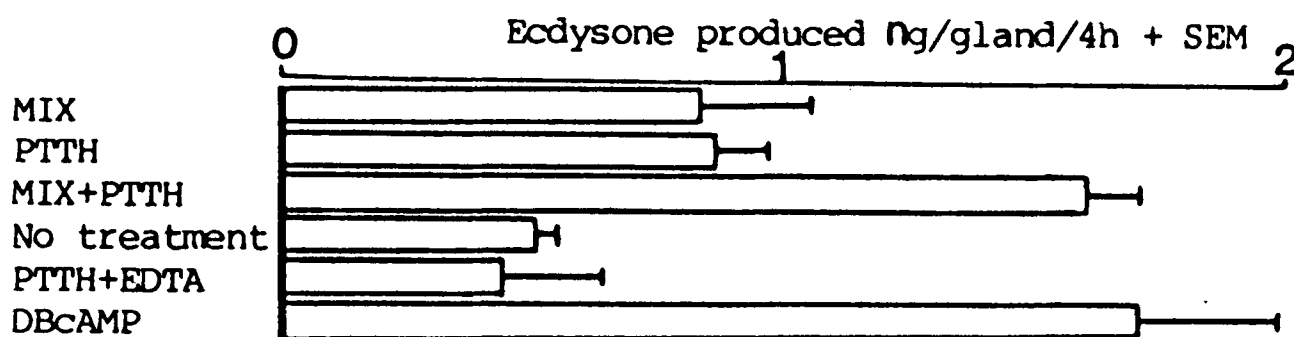 Ecdysone produced ng/gland/4h + SEM
0 1 2
MIX
PTTH
MIX+PTTH
No treatment
PTTH+EDTA
DBcAMP